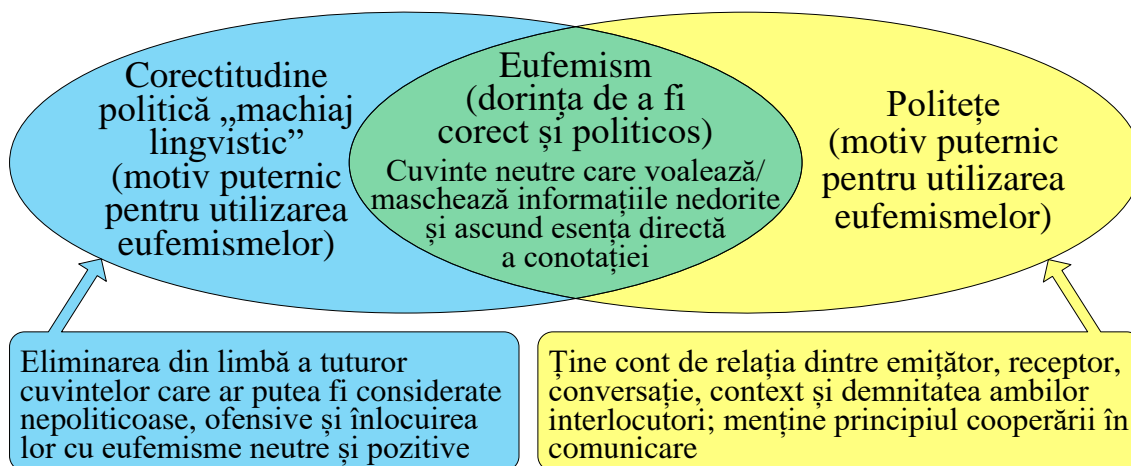 Corectitudine
politică „machiaj
lingvistic”
(motiv puternic
pentru utilizarea
eufemismelor)
Eufemism
(dorința de a fi
corect și politicos)
Cuvinte neutre care voalează/
maschează informațiile nedorite
și ascund esența directă
a conotației
Politețe
(motiv puternic
pentru utilizarea
eufemismelor)
Eliminarea din limbă a tuturor
cuvintelor care ar putea fi considerate
nepoliticoase, ofensive și înlocuirea
lor cu eufemisme neutre și pozitive
Ține cont de relația dintre emițător, receptor,
conversație, context și demnitatea ambilor
interlocutori; menține principiul cooperării în
comunicare